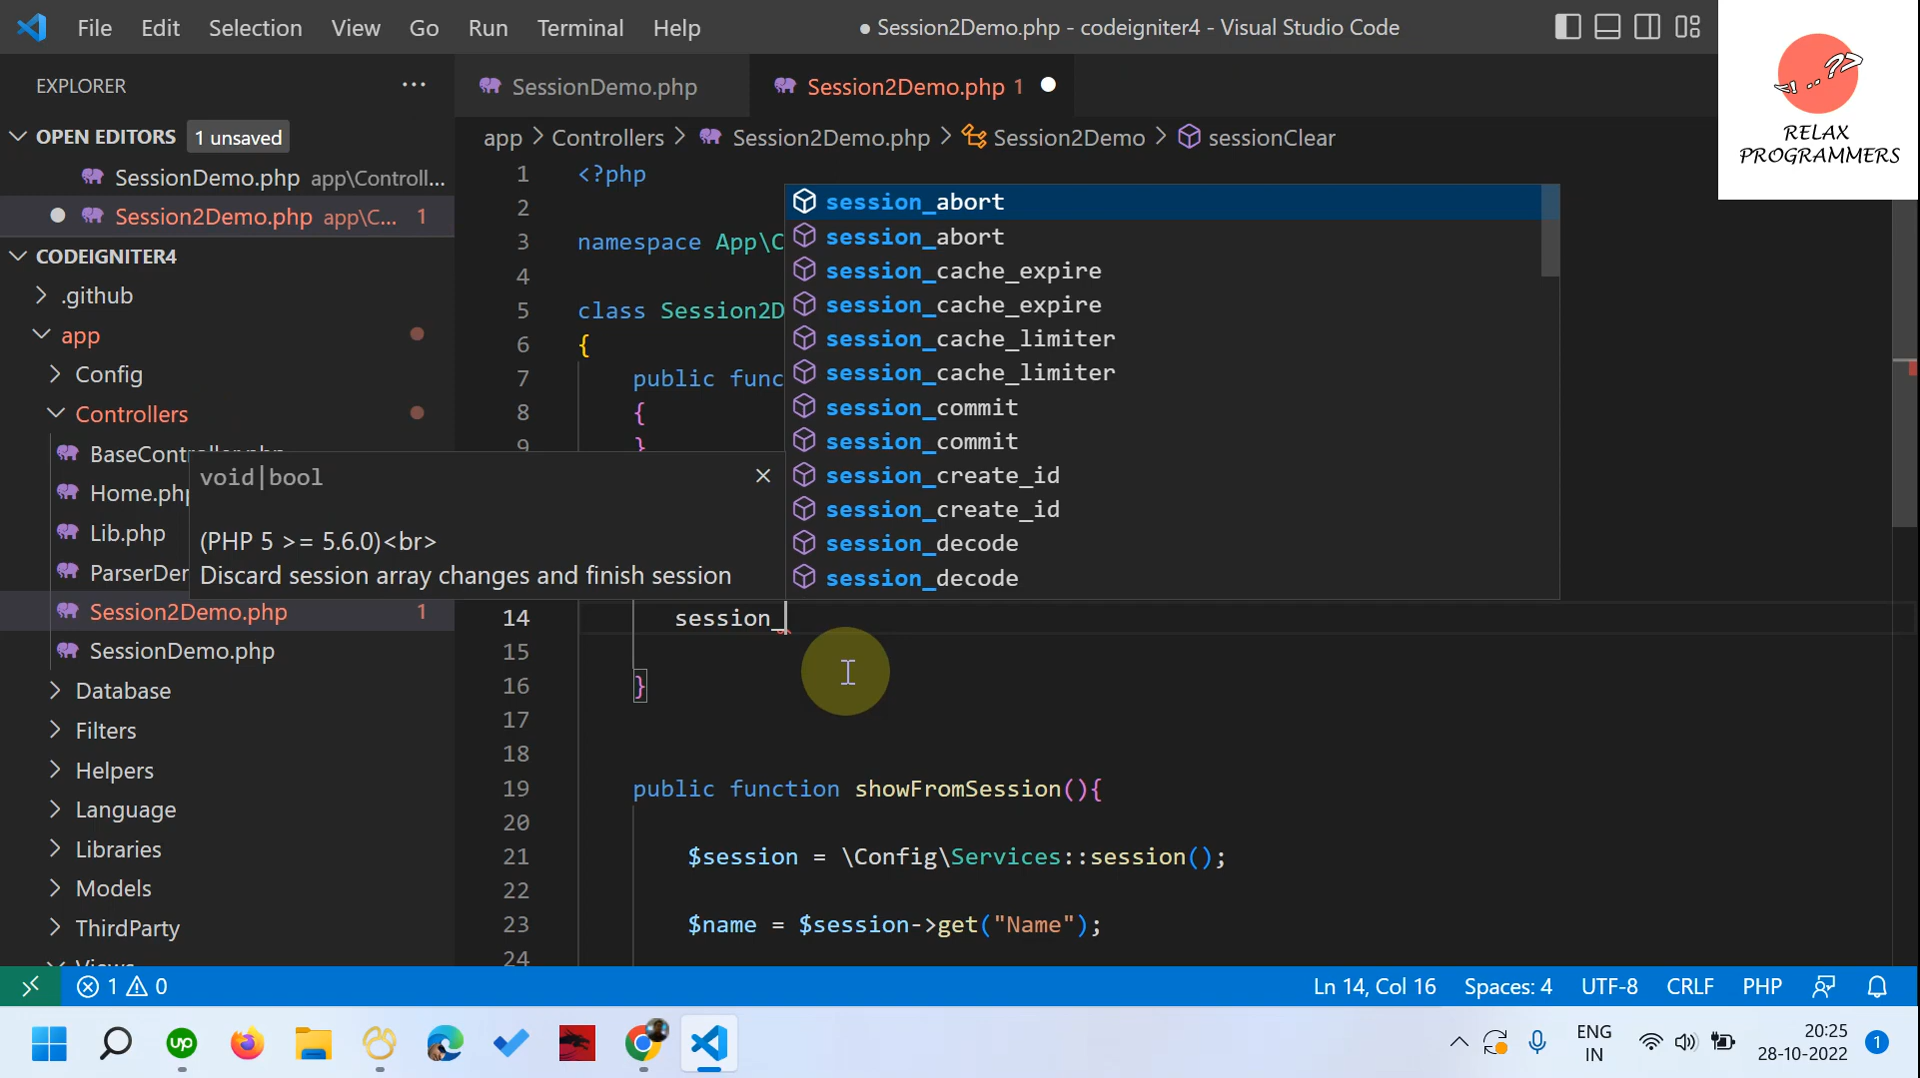 File Edit Selection View Go Run Terminal Help
● Session2Demo.php - codeigniter4 - Visual Studio Code
<!..??>
RELAX
PROGRAMMERS
EXPLORER ...
SessionDemo.php
Session2Demo.php 1
OPEN EDITORS 1 unsaved
SessionDemo.php app\Controll...
Session2Demo.php app\C... 1
app > Controllers > Session2Demo.php > Session2Demo > sessionClear
CODEIGNITER4
.github
app
Config
Controllers
Home.php
Lib.php
Session2Demo.php 1
SessionDemo.php
Database
Filters
Helpers
Language
Libraries
Models
ThirdParty
Views
1 <?php
2
3 namespace App\C
4
5 class Session2D
6 {
7 public func
8 {
9 }
session_abort
session_abort
session_cache_expire
session_cache_expire
session_cache_limiter
session_cache_limiter
session_commit
session_commit
session_create_id
session_create_id
session_decode
session_decode
void|bool
(PHP 5 >= 5.6.0)<br>
Discard session array changes and finish session
14 session_
15
16 }
17
18
19 public function showFromSession(){
20
21 $session = \Config\Services::session();
22
23 $name = $session->get("Name");
24
1 0
Ln 14, Col 16 Spaces: 4 UTF-8 CRLF PHP
up
ENG
IN
20:25
28-10-2022
1